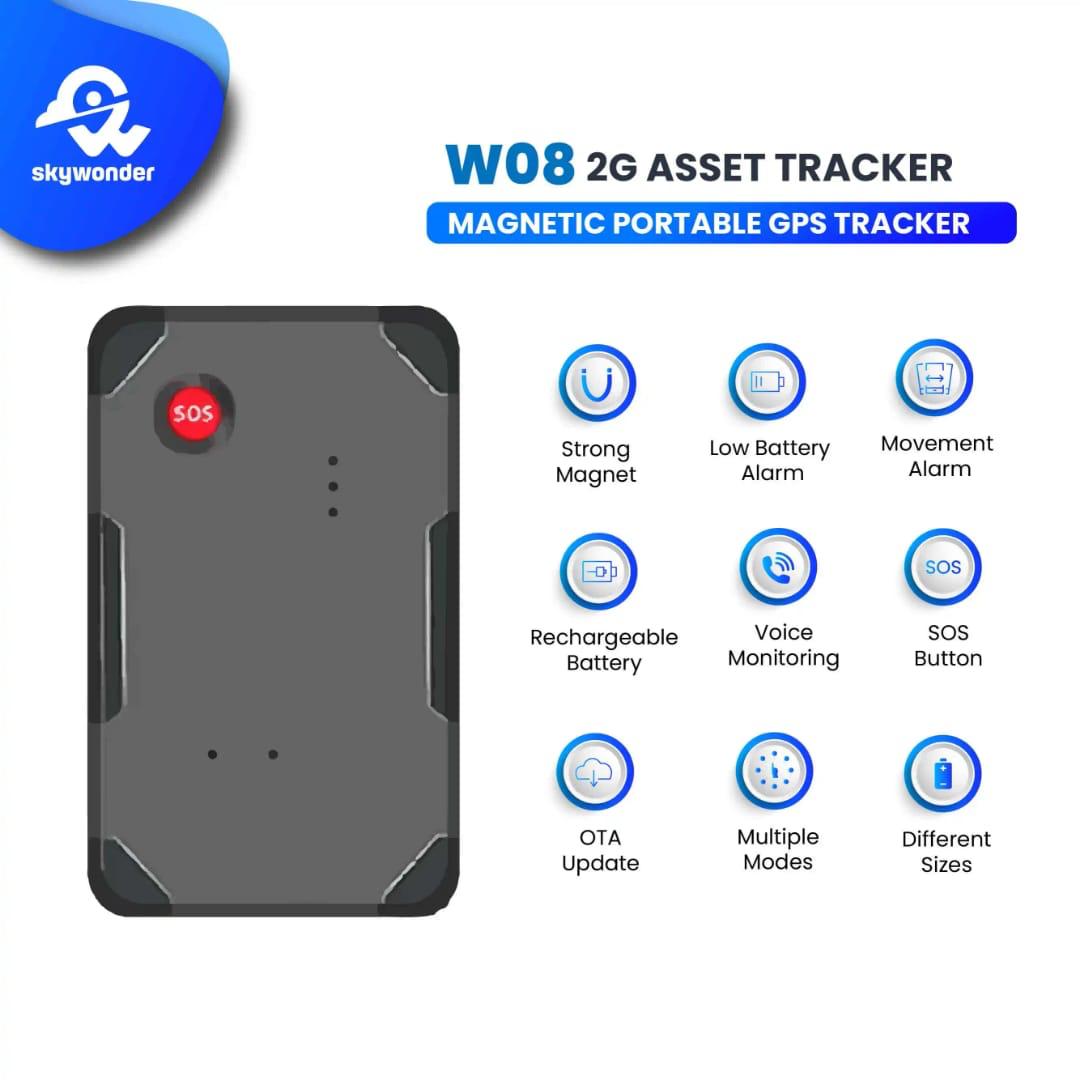 skywonder
W08 2G ASSET TRACKER
MAGNETIC PORTABLE GPS TRACKER
SOS
Strong
Magnet
Low Battery
Alarm
Movement
Alarm
Rechargeable
Battery
Voice
Monitoring
SOS
SOS
Button
OTA
Update
Multiple
Modes
Different
Sizes